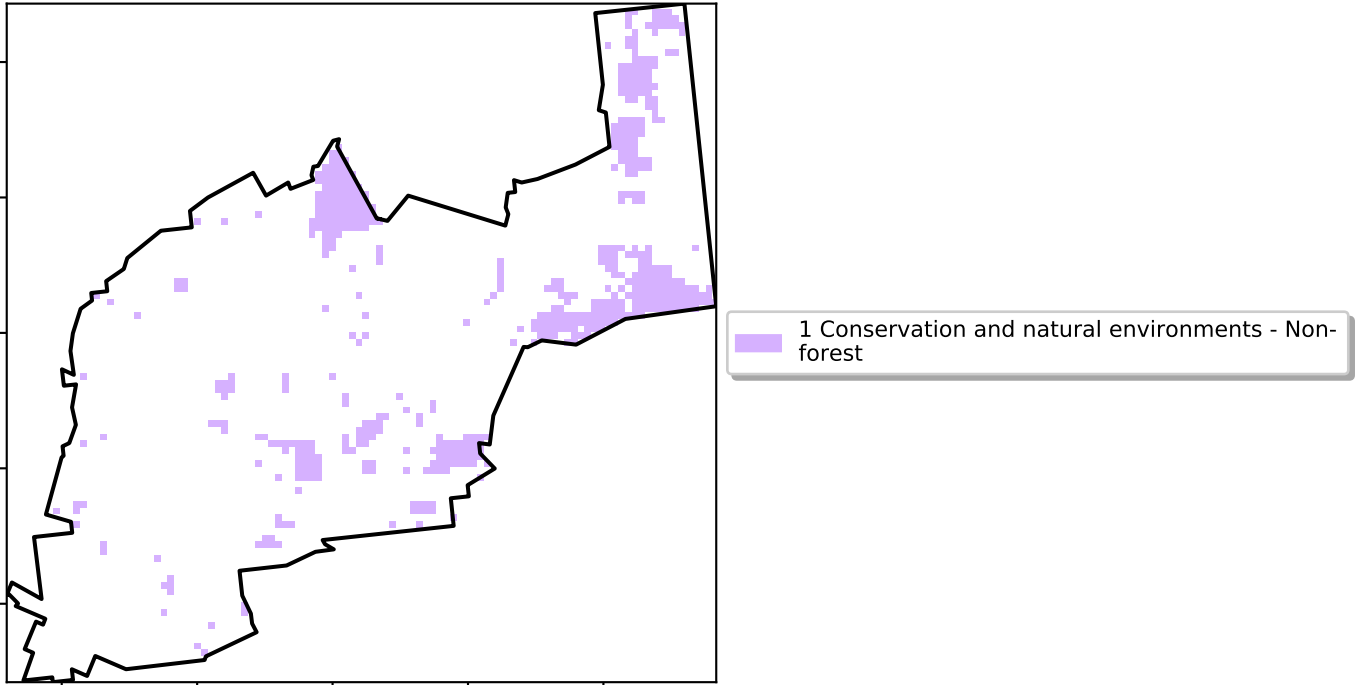 1 Conservation and natural environments - Non-
forest